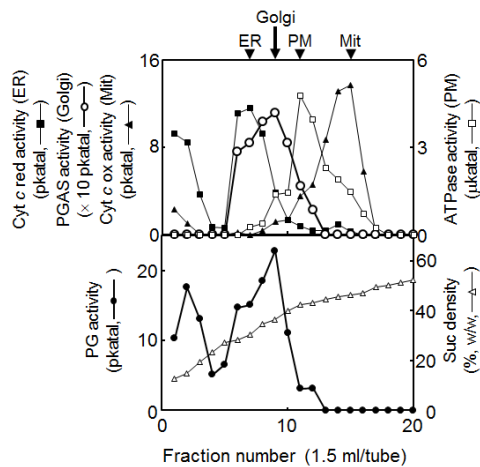 Golgi
ER PM Mit
Cyt c red activity (ER)
(pkatal, )
PGAS activity (Golgi)
(× 10 pkatal, )
Cyt c ox activity (Mit)
(pkatal, )
16
8
0
6
3
0
ATPase activity (PM)
(μkatal, )
PG activity
(pkatal, )
20
10
0
60
40
20
0
Suc density
(%, w/w, )
0 10 20
Fraction number (1.5 ml/tube)